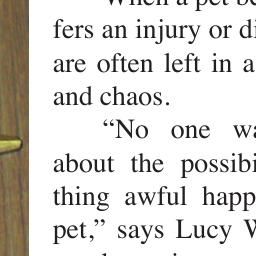 When a pet be
fers an injury or di
are often left in a
and chaos.
“No one wa
about the possibi
thing awful happ
pet,” says Lucy W